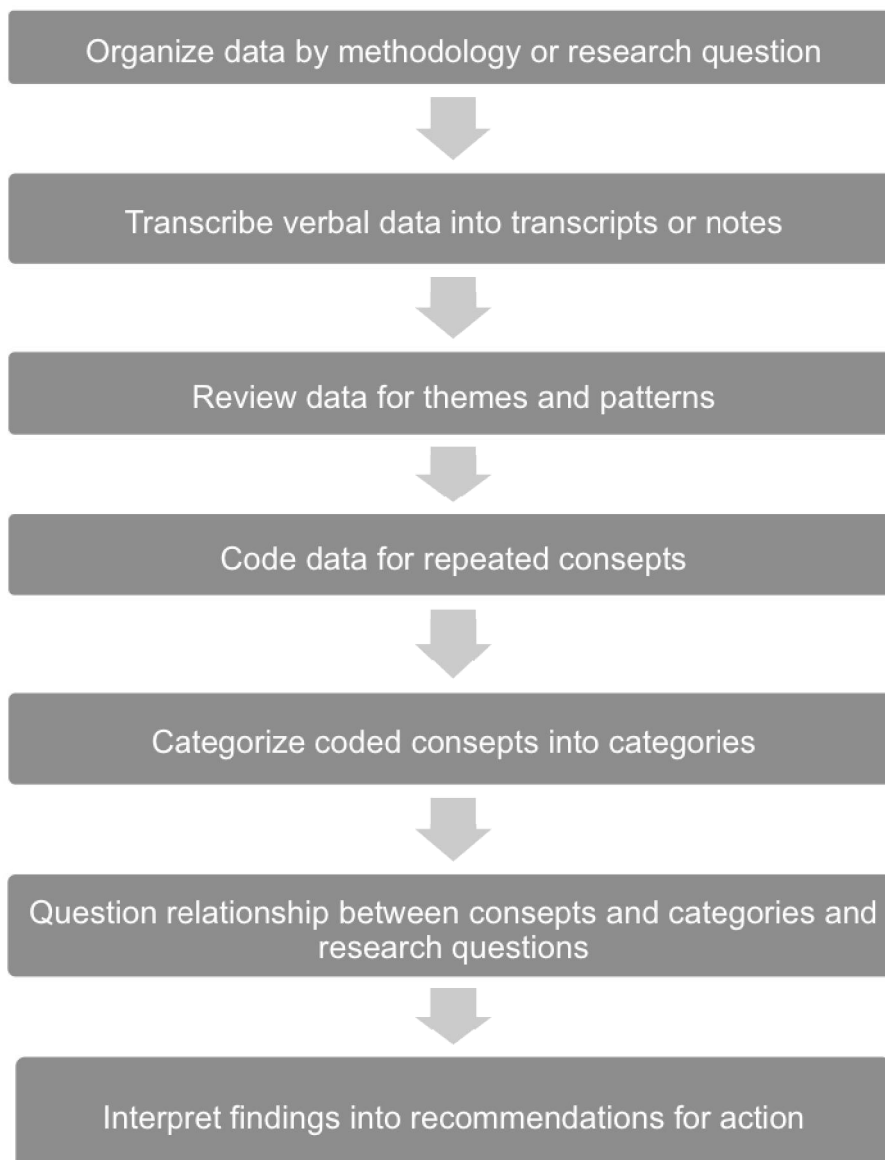 Organize data by methodology or research question
Transcribe verbal data into transcripts or notes
Review data for themes and patterns
Code data for repeated consepts
Categorize coded consepts into categories
Question relationship between consepts and categories and
research questions
Interpret findings into recommendations for action